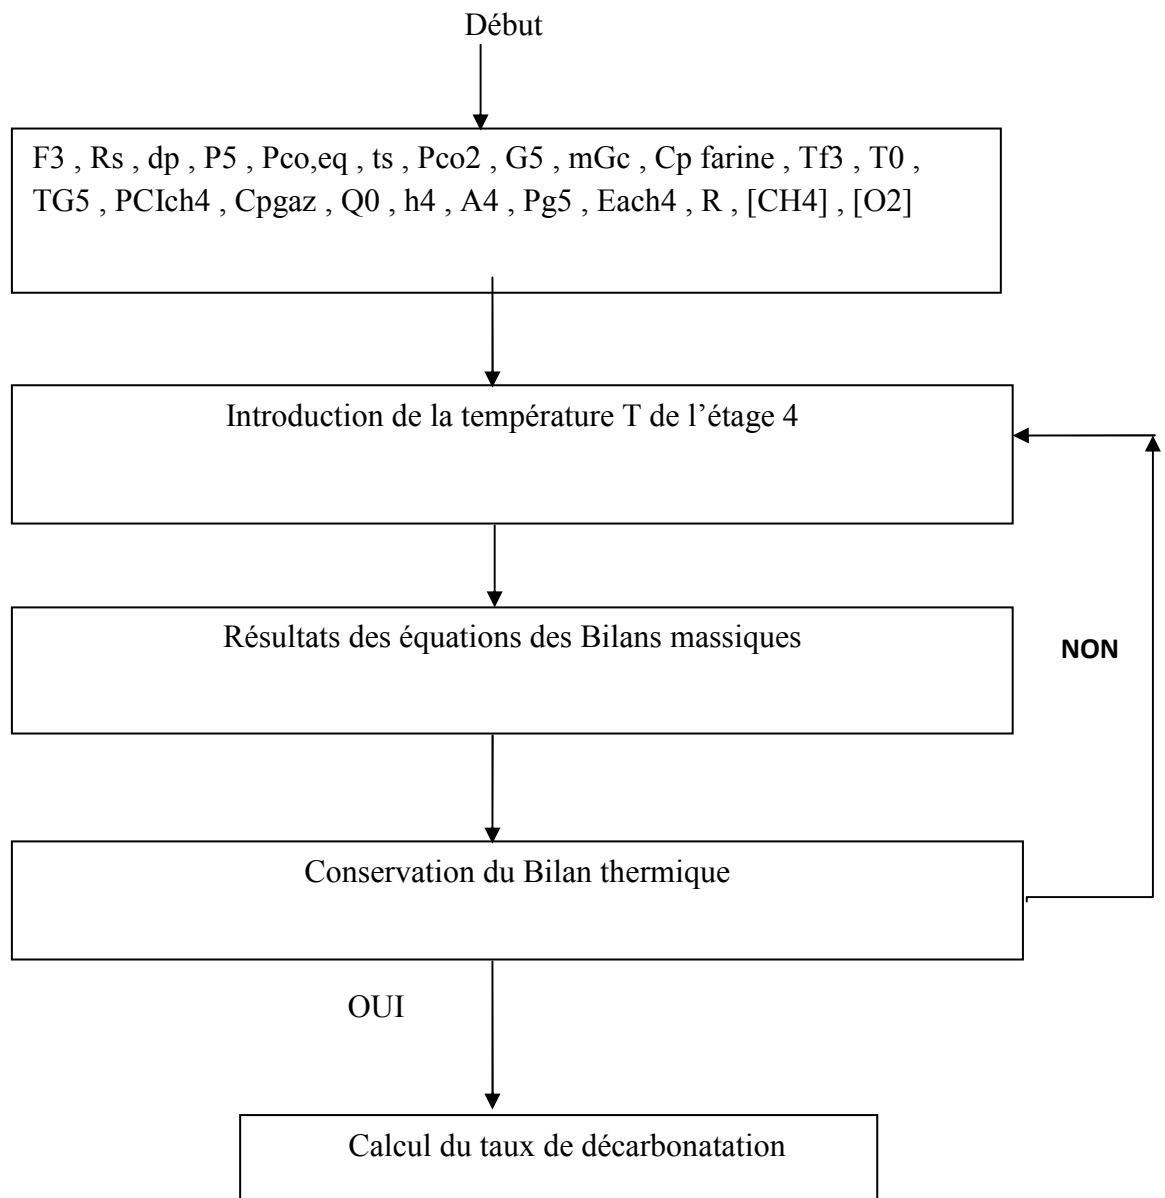 Début
F3 , Rs , dp , P5 , Pco,eq , ts , Pco2 , G5 , mGc , Cp farine , Tf3 , T0 ,
TG5 , PCIch4 , Cpgaz , Q0 , h4 , A4 , Pg5 , Each4 , R , [CH4] , [O2]
Introduction de la température T de l’étage 4
Résultats des équations des Bilans massiques
NON
Conservation du Bilan thermique
OUI
Calcul du taux de décarbonatation